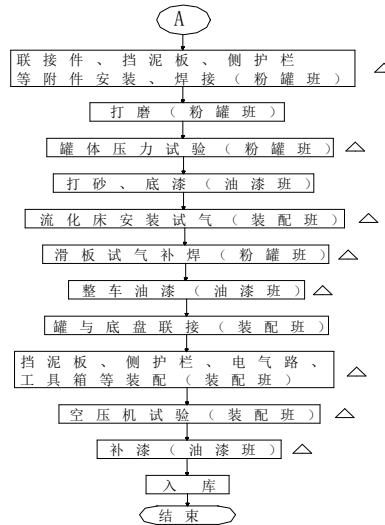 A
联接件、挡泥板、侧护栏
等附件安装、焊接（粉罐班）
打磨（粉罐班）
罐体压力试验（粉罐班）
打砂、底漆（油漆班）
流化床安装试气（装配班）
滑板试气补焊（粉罐班）
整车油漆（油漆班）
罐与底盘联接（装配班）
挡泥板、侧护栏、电气路、
工具箱等装配（装配班）
空压机试验（装配班）
补漆（油漆班）
入库
结束